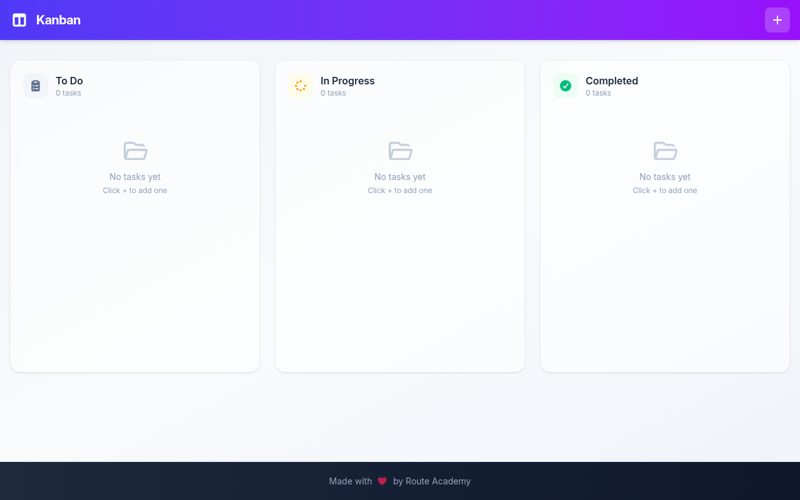 Kanban
To Do
0 tasks
No tasks yet
Click + to add one
In Progress
0 tasks
No tasks yet
Click + to add one
Completed
0 tasks
No tasks yet
Click + to add one
Made with ❤ by Route Academy